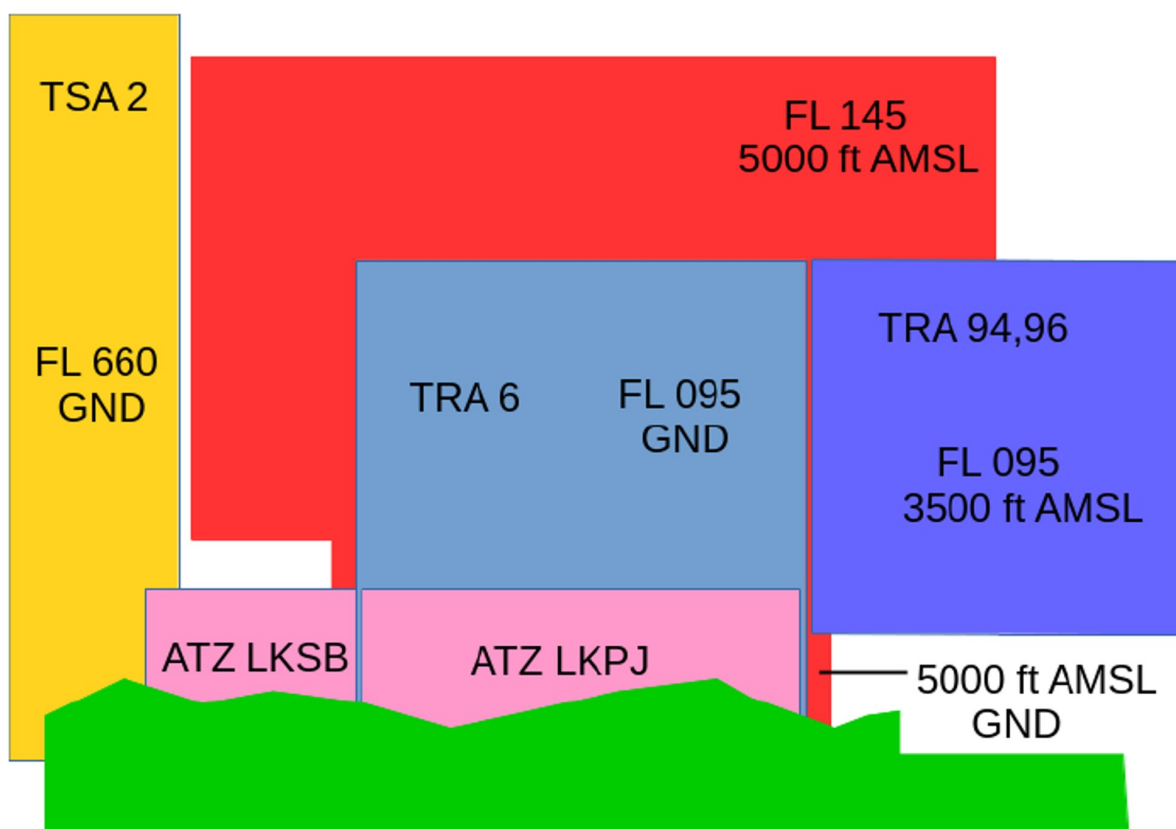 TSA 2
FL 145
5000 ft AMSL
TRA 94,96
FL 660
GND
TRA 6
FL 095
GND
FL 095
3500 ft AMSL
ATZ LKSB
ATZ LKPJ
5000 ft AMSL
GND